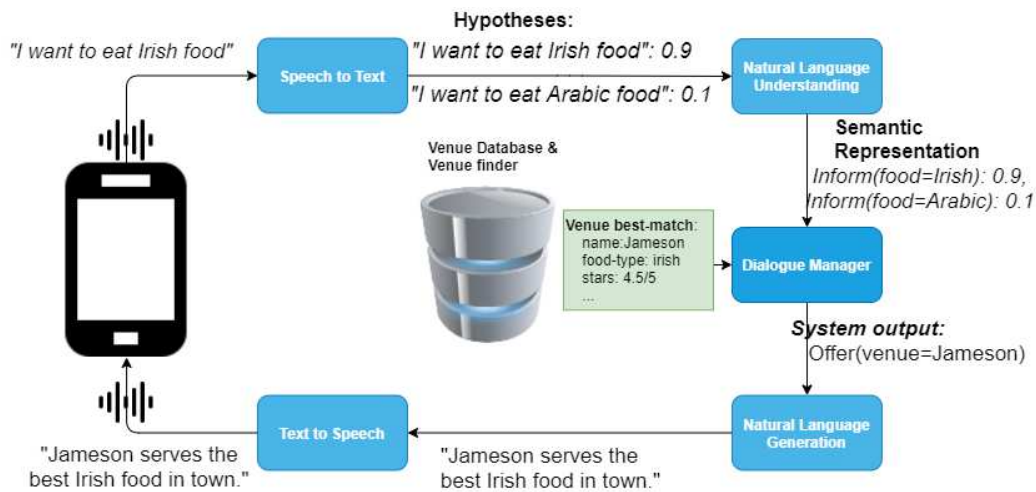 Hypotheses:
"I want to eat Irish food"
Speech to Text
"I want to eat Irish food": 0.9
"I want to eat Arabic food": 0.1
Natural Language
Understanding
Semantic
Representation
Inform(food=Irish): 0.9,
Inform(food=Arabic): 0.1
Venue Database &
Venue finder
Venue best-match:
name:Jameson
food-type: irish
stars: 4.5/5
...
Dialogue Manager
System output:
Offer(venue=Jameson)
Natural Language
Generation
"Jameson serves the
best Irish food in town."
Text to Speech
"Jameson serves the
best Irish food in town."